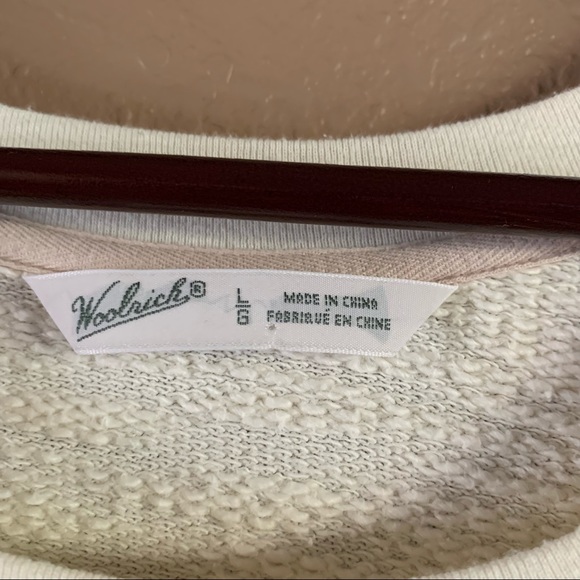 Woolrich®
L
G
MADE IN CHINA
FABRIQUÉ EN CHINE